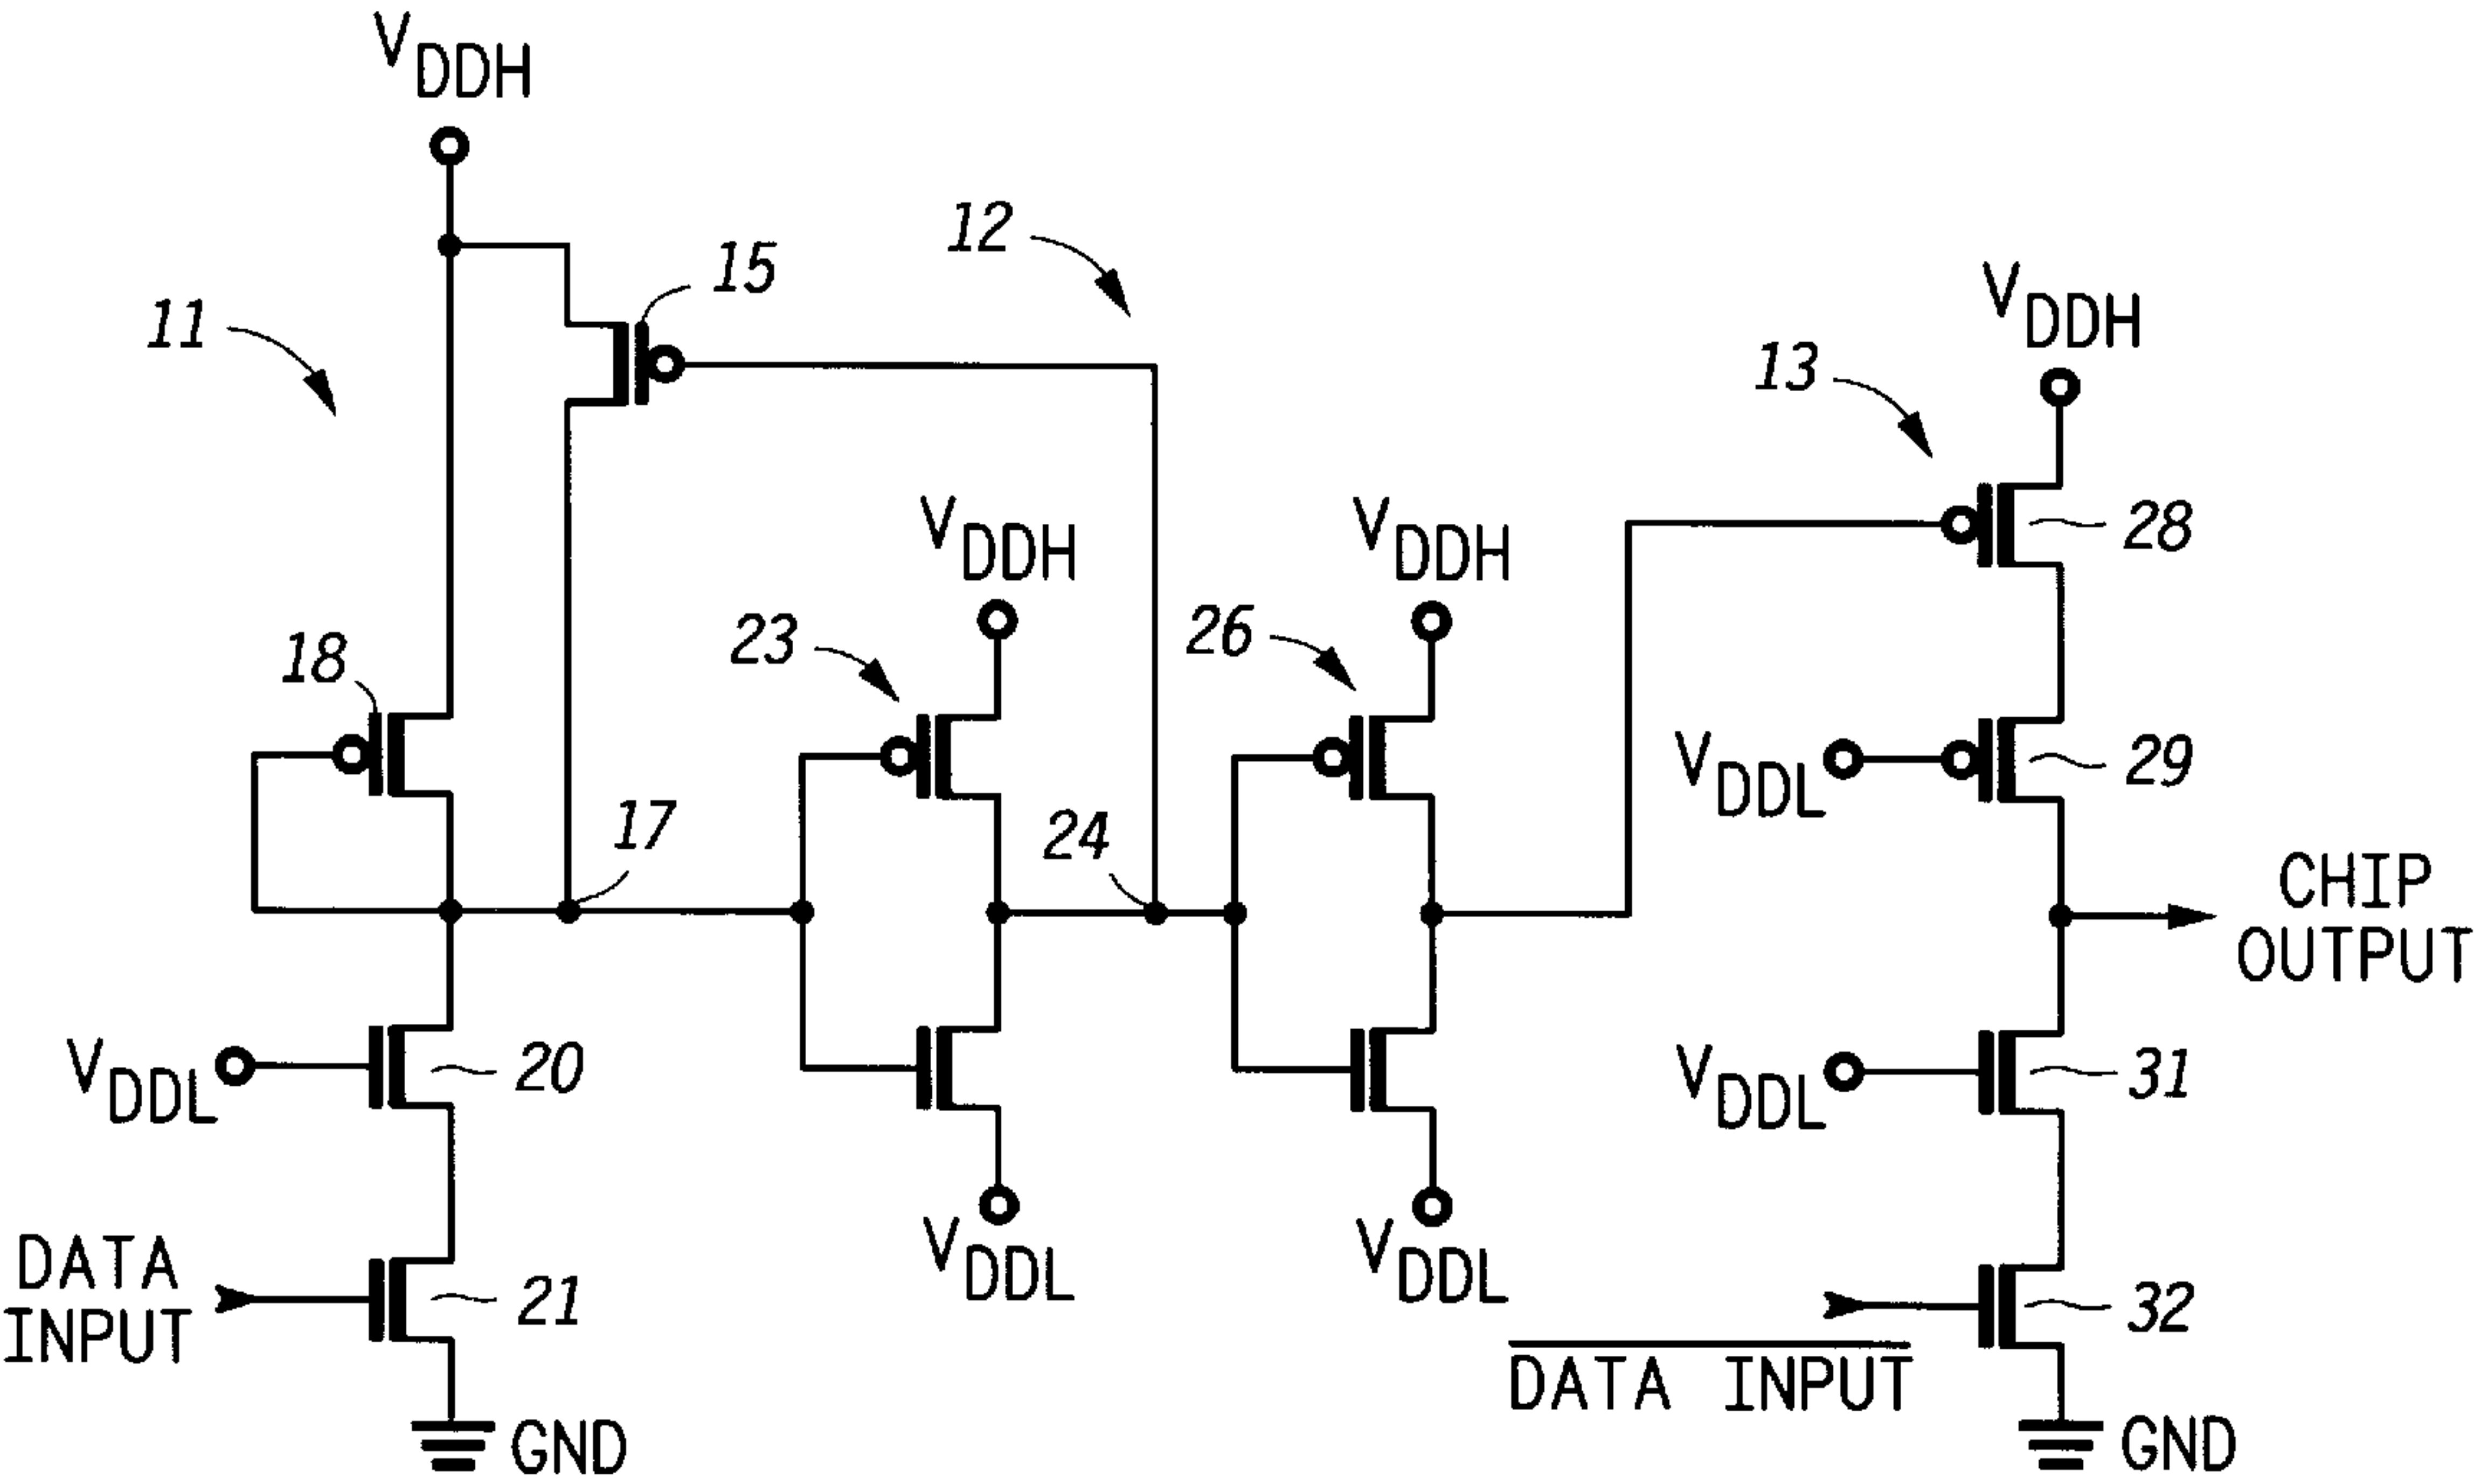 VDDH
12
15
11
VDDH
13
VDDH
VDDH
28
23
26
18
VDDL
29
17
24
CHIP
OUTPUT
VDDL
20
VDDL
31
DATA
INPUT
21
VDDL
VDDL
32
DATA INPUT
GND
GND